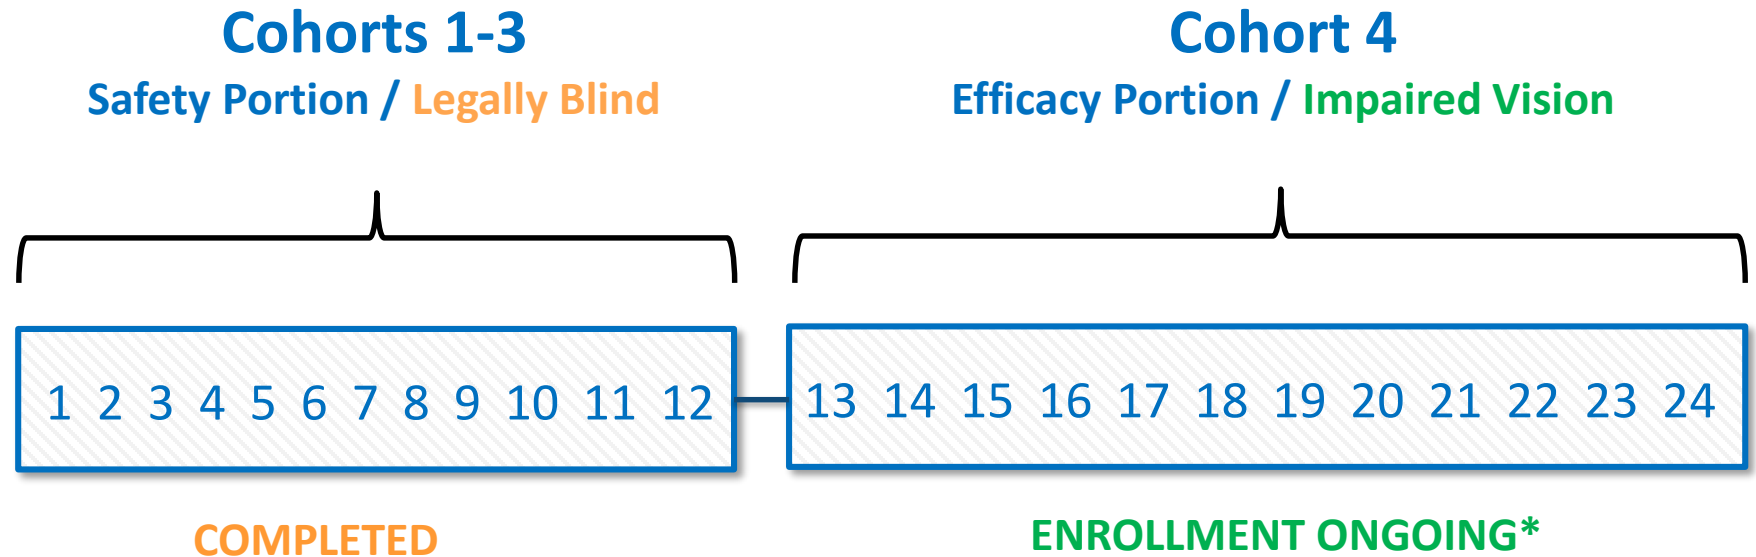 Cohorts 1-3
Safety Portion / Legally Blind
Cohort 4
Efficacy Portion / Impaired Vision
1 2 3 4 5 6 7 8 9 10 11 12
13 14 15 16 17 18 19 20 21 22 23 24
COMPLETED
ENROLLMENT ONGOING*